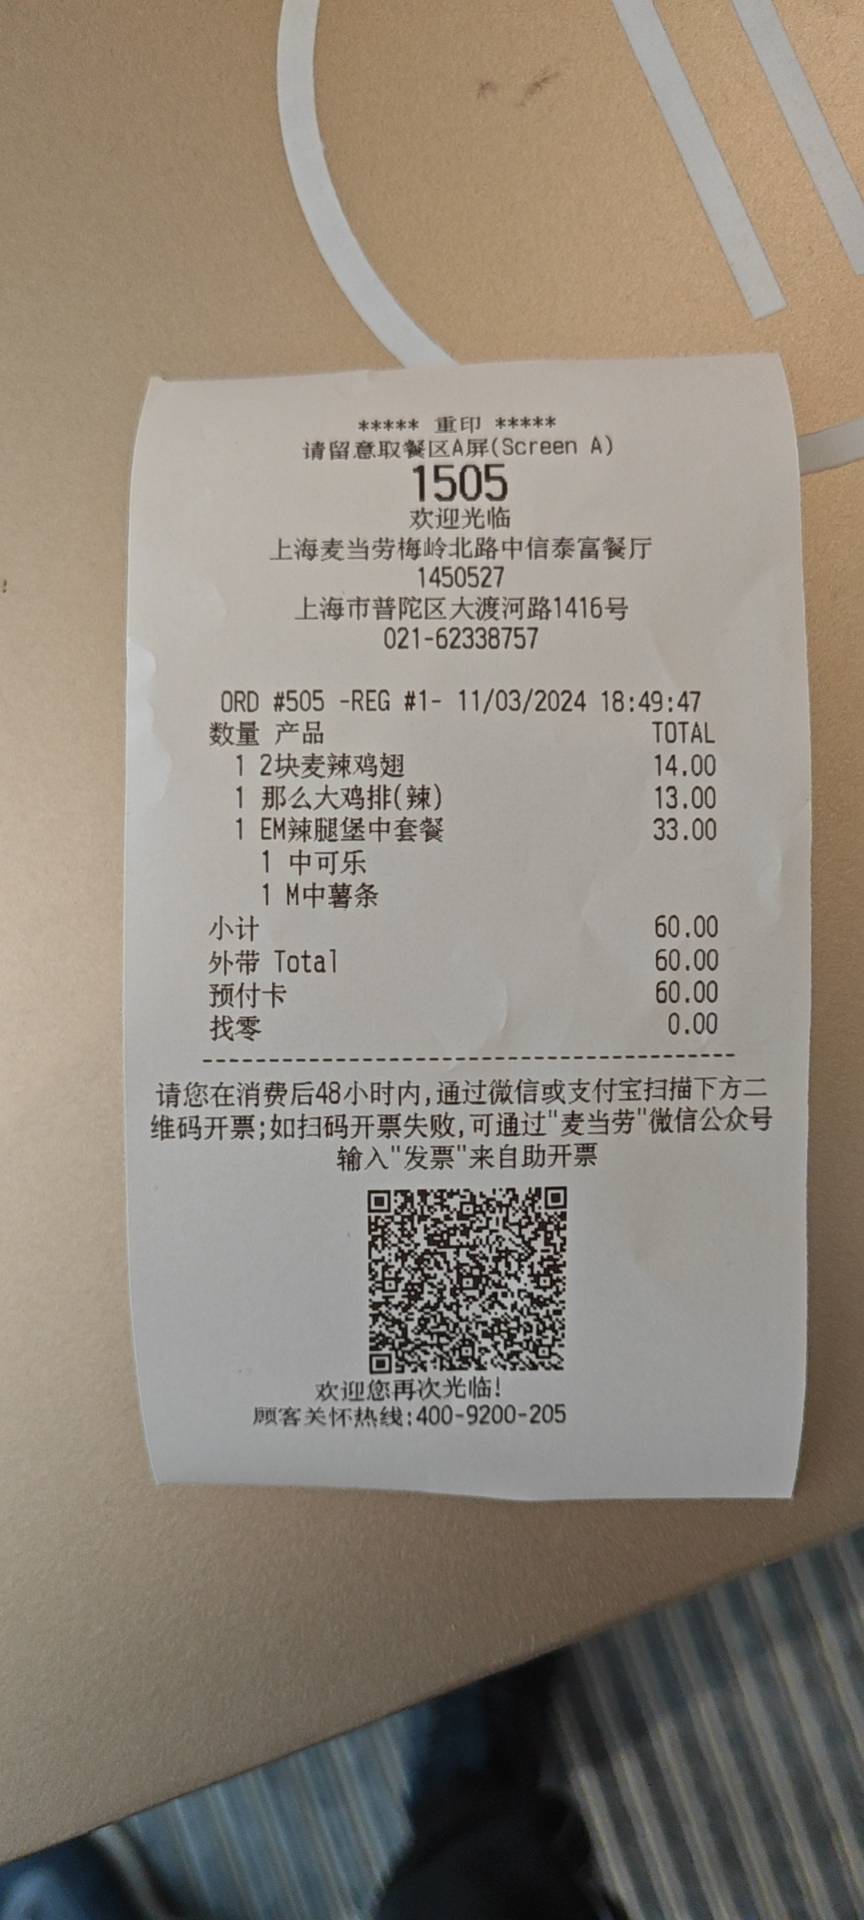 ***** 重印 *****
请留意取餐区A屏(Screen A)
1505
欢迎光临
上海麦当劳梅岭北路中信泰富餐厅
1450527
上海市普陀区大渡河路1416号
021-62338757
ORD #505 -REG #1- 11/03/2024 18:49:47
数量 产品 TOTAL
1 2块麦辣鸡翅 14.00
1 那么大鸡排(辣) 13.00
1 EM辣腿堡中套餐 33.00
1 中可乐
1 M中薯条
小计 60.00
外带 Total 60.00
预付卡 60.00
找零 0.00
请您在消费后48小时内,通过微信或支付宝扫描下方二
维码开票;如扫码开票失败,可通过"麦当劳"微信公众号
输入"发票"来自助开票
欢迎您再次光临!
顾客关怀热线:400-9200-205